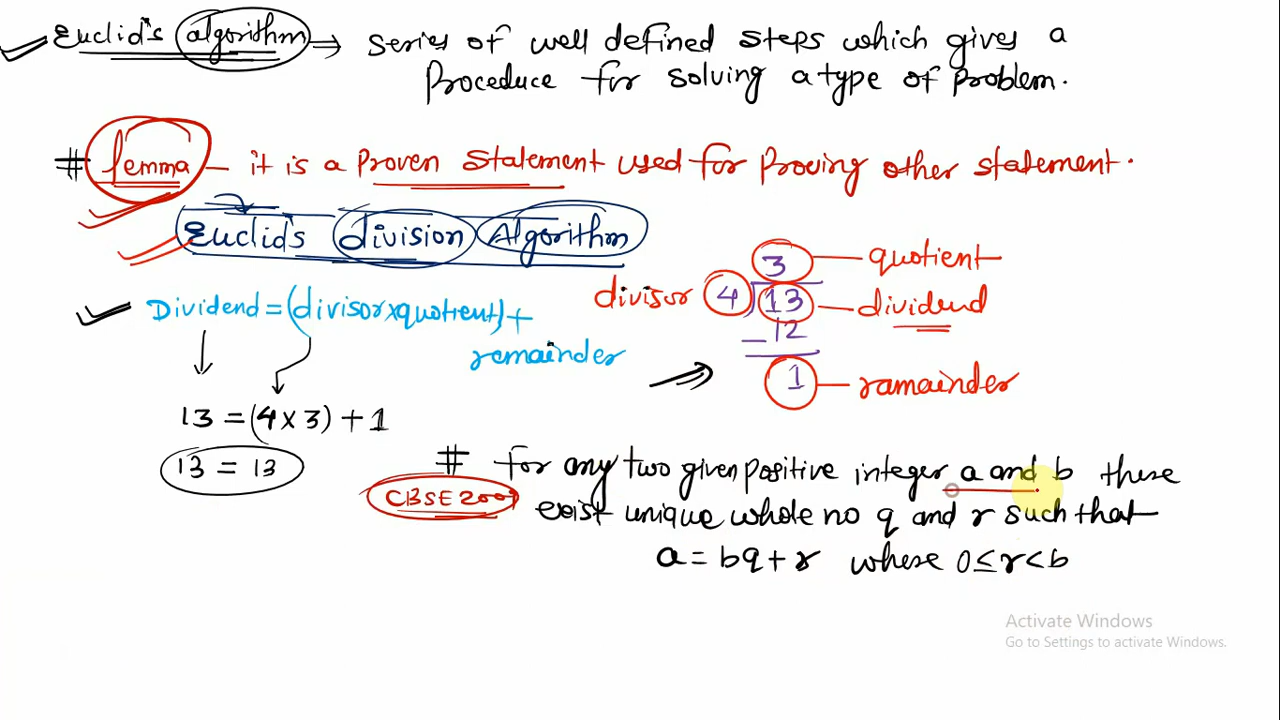 Euclid's algorithm ⇒ series of well defined steps which gives a
Proceduce for solving a type of Problem.
# lemma – it is a Proven Statement used for Proving other statement.
Euclid's division Algorithm
3 — quotient
divisor 4 13 — dividend
Dividend = (divisor×quotient) +
remainder
- 12
1 — ramainder
13 = (4 × 3) + 1
13 = 13
# for any two given positive integer a and b these
CBSE
exist unique whole no q and r such that
a = bq + r where 0 ≤ r < b
Activate Windows
Go to Settings to activate Windows.